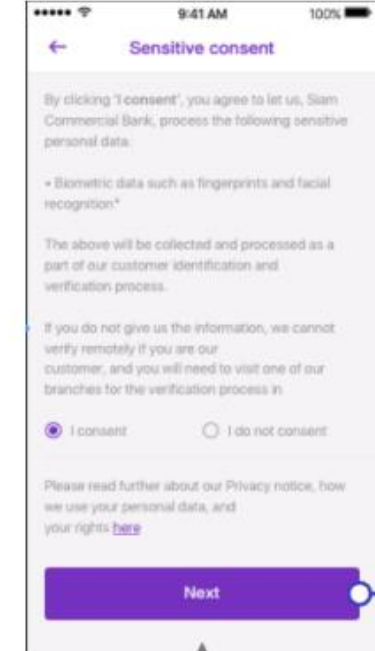 9:41 AM 100%
Sensitive consent
By clicking 'I consent', you agree to let us, Siam
Commercial Bank, process the following sensitive
personal data:
• Biometric data such as fingerprints and facial
recognition*
The above will be collected and processed as a
part of our customer identification and
verification process.
If you do not give us the information, we cannot
verify remotely if you are our
customer, and you will need to visit one of our
branches for the verification process in
I consent I do not consent
Please read further about our Privacy notice, how
we use your personal data, and
your rights here
Next